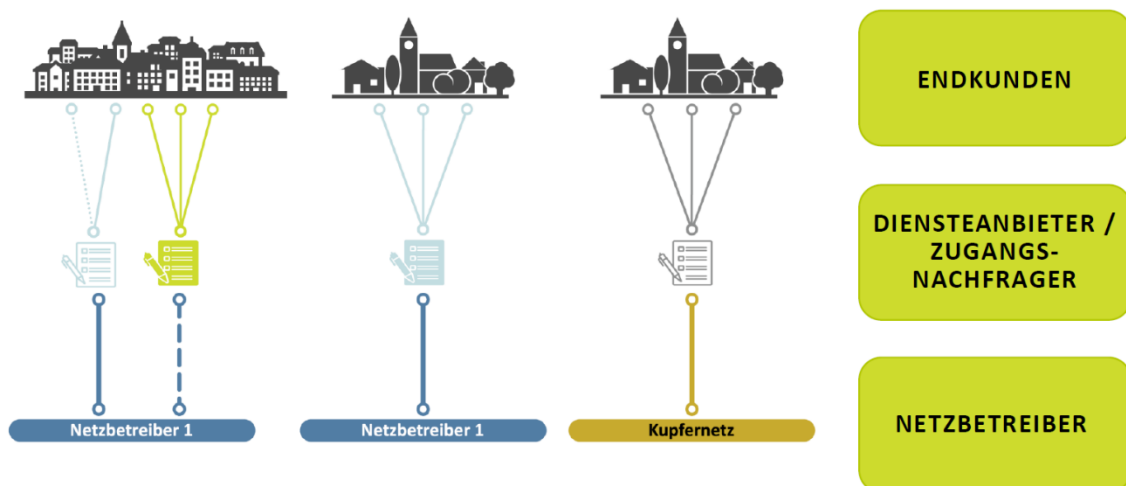 ENDKUNDEN
DIENSTEANBIETER /
ZUGANGS-
NACHFRAGER
Netzbetreiber 1
Netzbetreiber 1
Kupfernetz
NETZBETREIBER